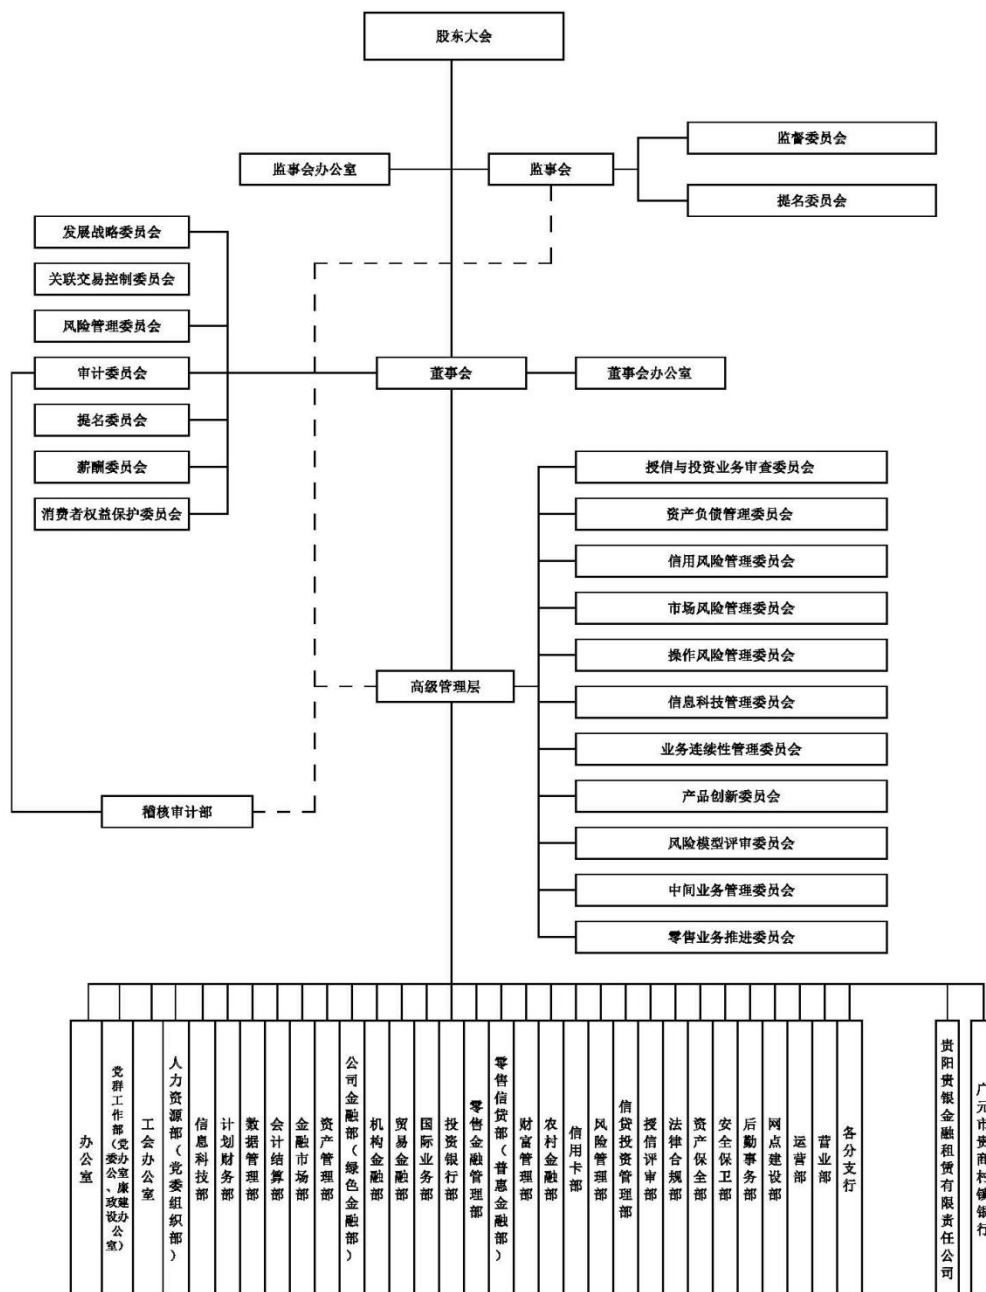 股东大会
监督委员会
监事会办公室
监事会
提名委员会
发展战略委员会
关联交易控制委员会
风险管理委员会
审计委员会
董事会
董事会办公室
提名委员会
薪酬委员会
消费者权益保护委员会
授信与投资业务审查委员会
资产负债管理委员会
信用风险管理委员会
市场风险管理委员会
操作风险管理委员会
高级管理层
信息科技管理委员会
业务连续性管理委员会
产品创新委员会
稽核审计部
风险模型评审委员会
中间业务管理委员会
零售业务推进委员会
办公室
党群工作部（党委办公室、党廉政建设办公室）
工会办公室
人力资源部（党委组织部）
信息科技部
计划财务部
数据管理部
会计结算部
金融市场部
资产管理部
公司金融部（绿色金融部）
机构金融部
贸易金融部
国际业务部
投资银行部
零售金融管理部
零售信贷部（普惠金融部）
财富管理部
农村金融部
信用卡部
风险管理部
信贷投资管理部
授信评审部
法律合规部
资产保全部
安全保卫部
后勤事务部
网点建设部
运营部
营业部
各分支行
贵阳贵银金融租赁有限责任公司
广元市贵商村镇银行